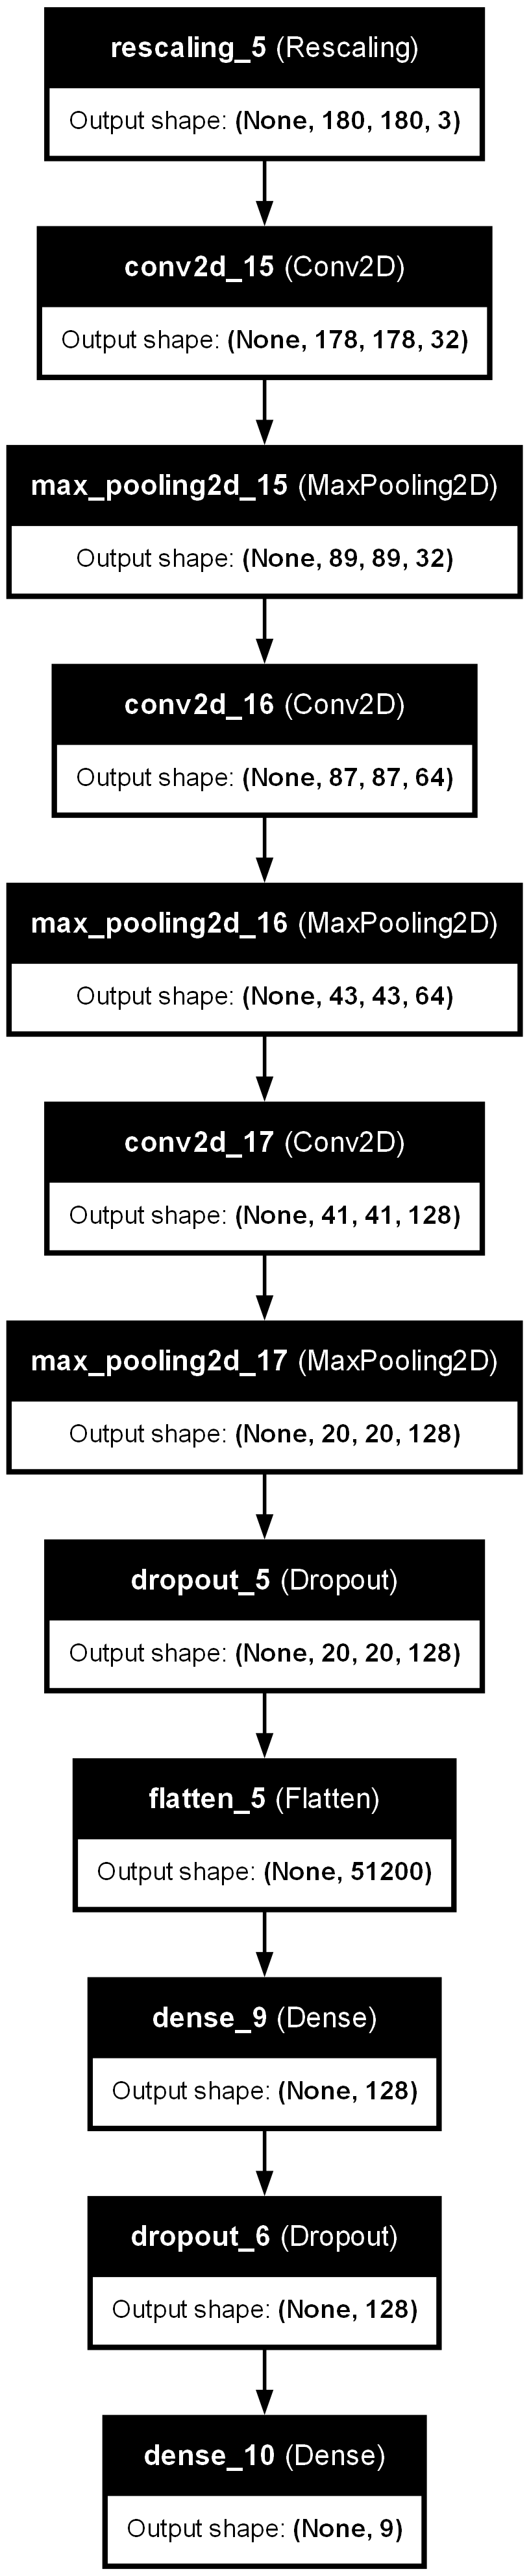 rescaling_5 (Rescaling)
Output shape: (None, 180, 180, 3)
conv2d_15 (Conv2D)
Output shape: (None, 178, 178, 32)
max_pooling2d_15 (MaxPooling2D)
Output shape: (None, 89, 89, 32)
conv2d_16 (Conv2D)
Output shape: (None, 87, 87, 64)
max_pooling2d_16 (MaxPooling2D)
Output shape: (None, 43, 43, 64)
conv2d_17 (Conv2D)
Output shape: (None, 41, 41, 128)
max_pooling2d_17 (MaxPooling2D)
Output shape: (None, 20, 20, 128)
dropout_5 (Dropout)
Output shape: (None, 20, 20, 128)
flatten_5 (Flatten)
Output shape: (None, 51200)
dense_9 (Dense)
Output shape: (None, 128)
dropout_6 (Dropout)
Output shape: (None, 128)
dense_10 (Dense)
Output shape: (None, 9)